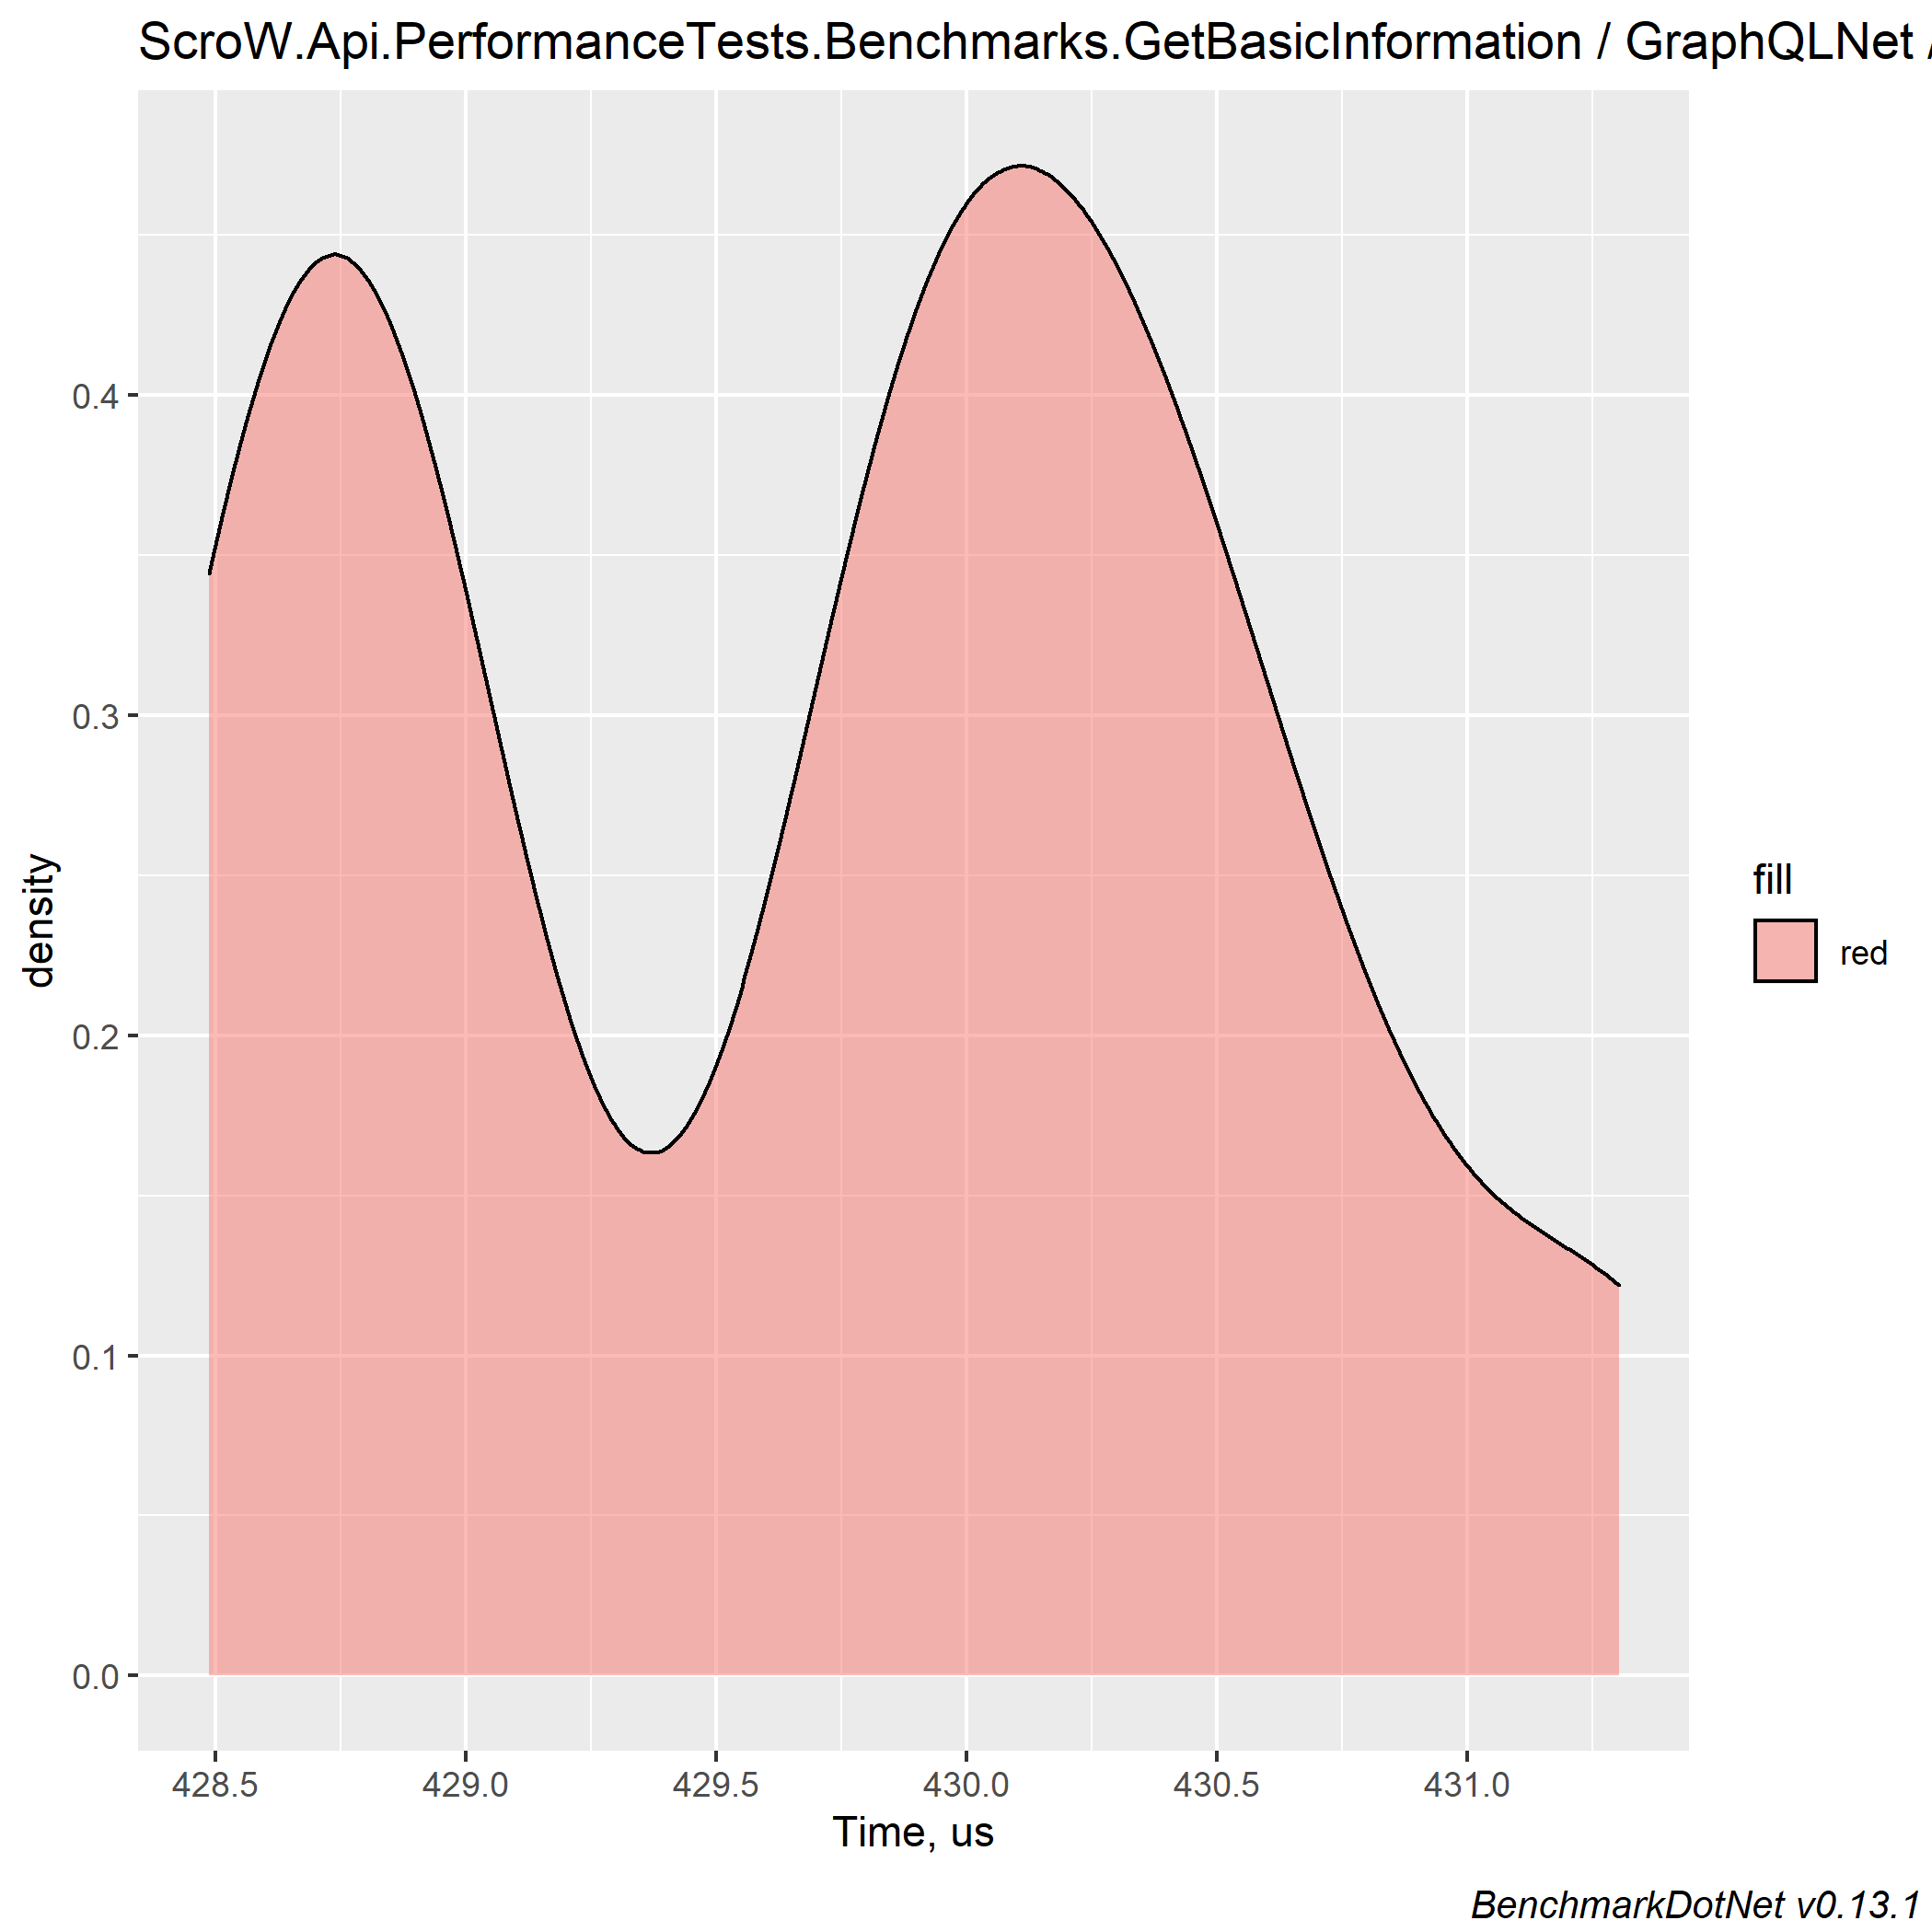 ScroW.Api.PerformanceTests.Benchmarks.GetBasicInformation / GraphQLNet /
density
0.4
0.3
0.2
0.1
0.0
428.5 429.0 429.5 430.0 430.5 431.0
Time, us
fill
red
BenchmarkDotNet v0.13.1